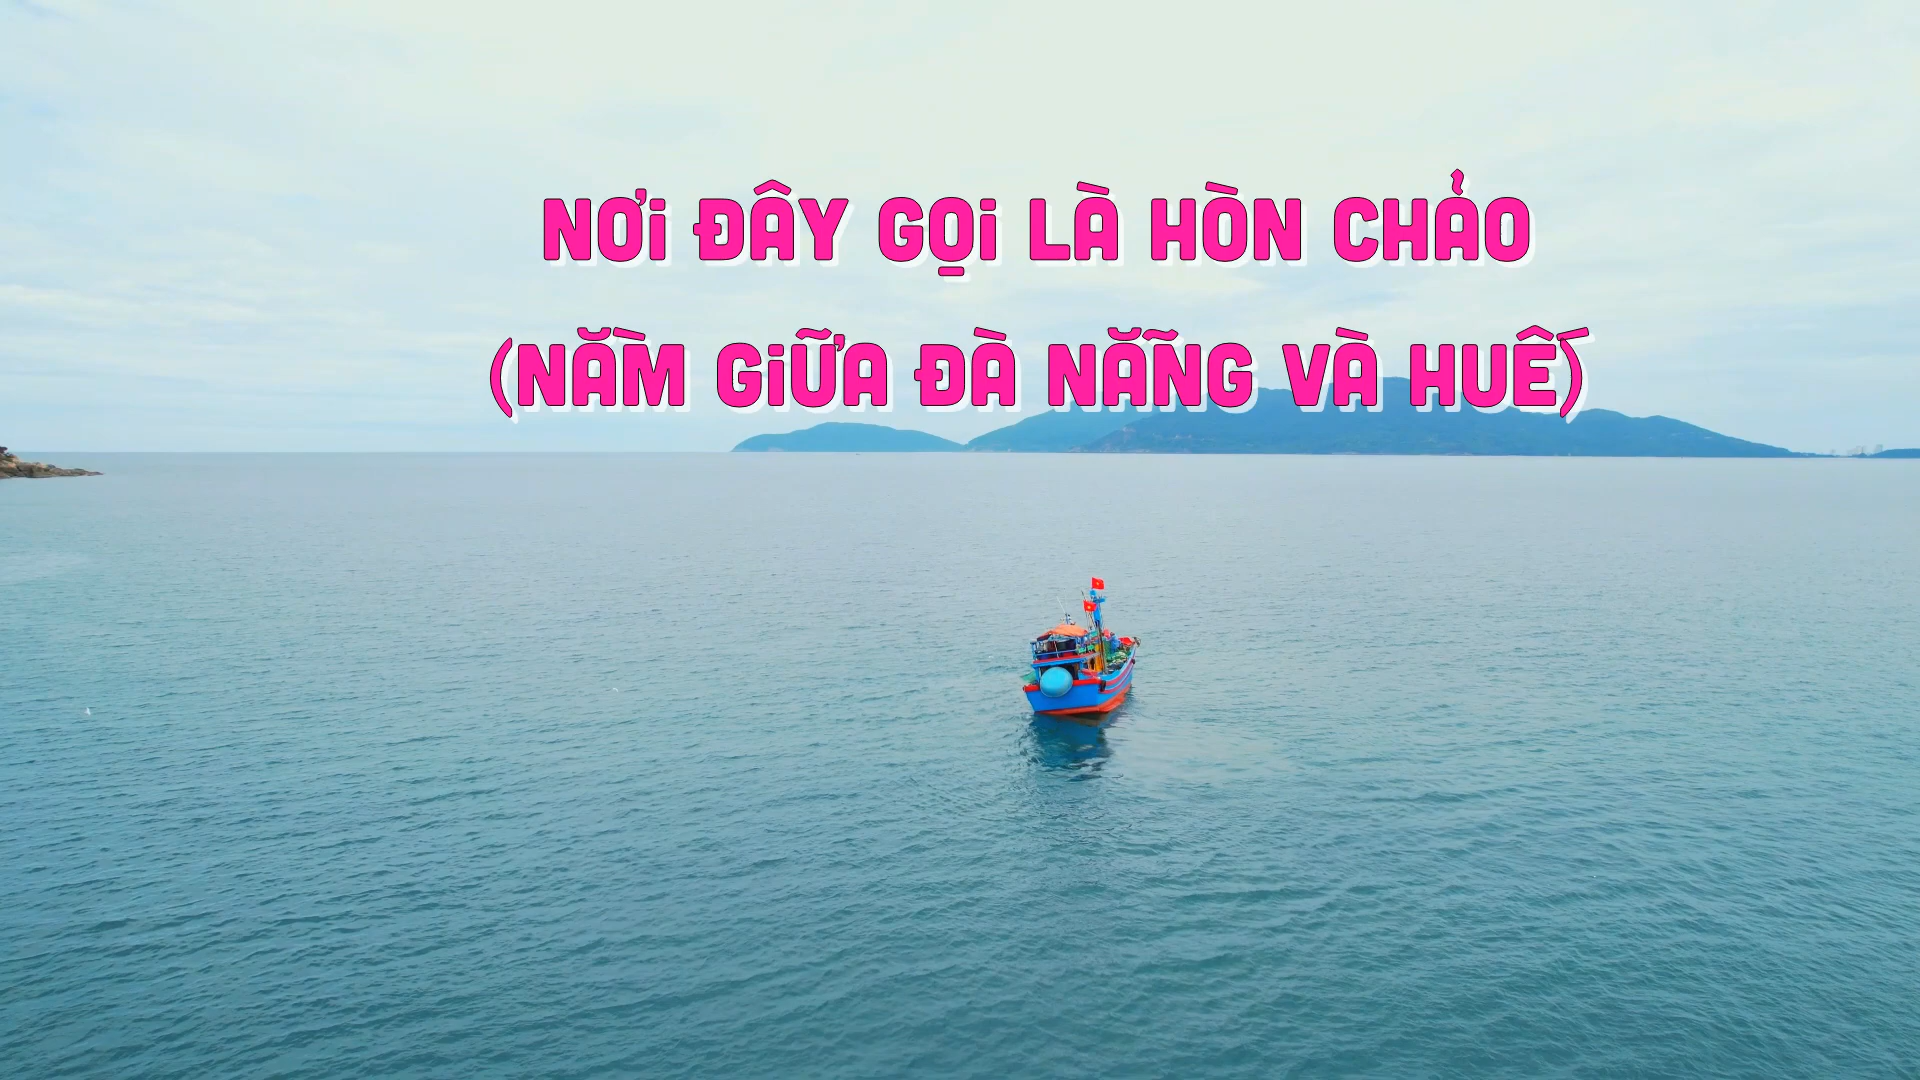 NƠi ĐÂY GỌi LÀ HÒN CHẢO
(NẰM GiỮA ĐÀ NẴNG VÀ HUẾ)